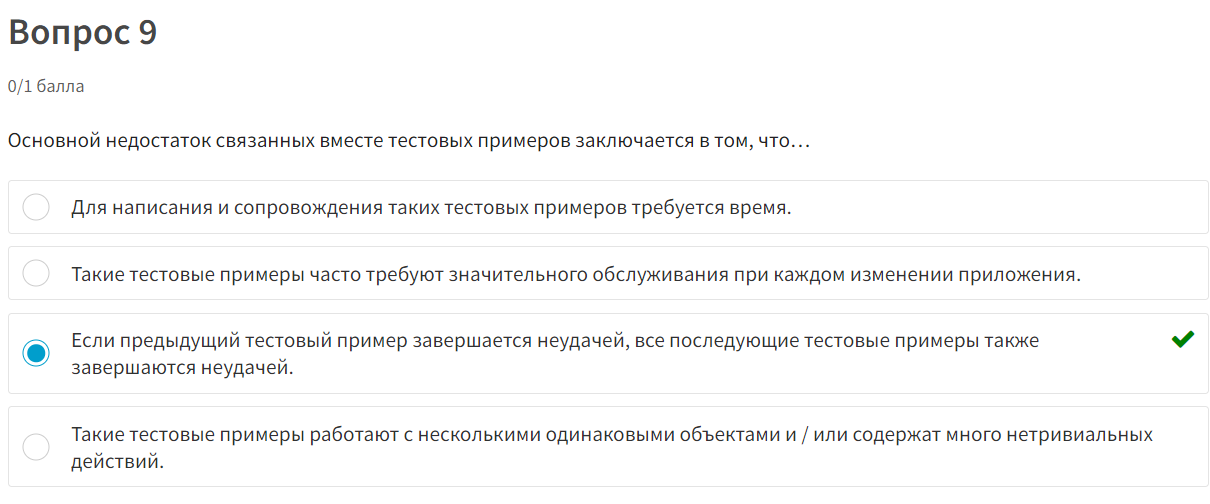 Вопрос 9
0/1 балла
Основной недостаток связанных вместе тестовых примеров заключается в том, что…
Для написания и сопровождения таких тестовых примеров требуется время.
Такие тестовые примеры часто требуют значительного обслуживания при каждом изменении приложения.
Если предыдущий тестовый пример завершается неудачей, все последующие тестовые примеры также
завершаются неудачей.
Такие тестовые примеры работают с несколькими одинаковыми объектами и / или содержат много нетривиальных
действий.